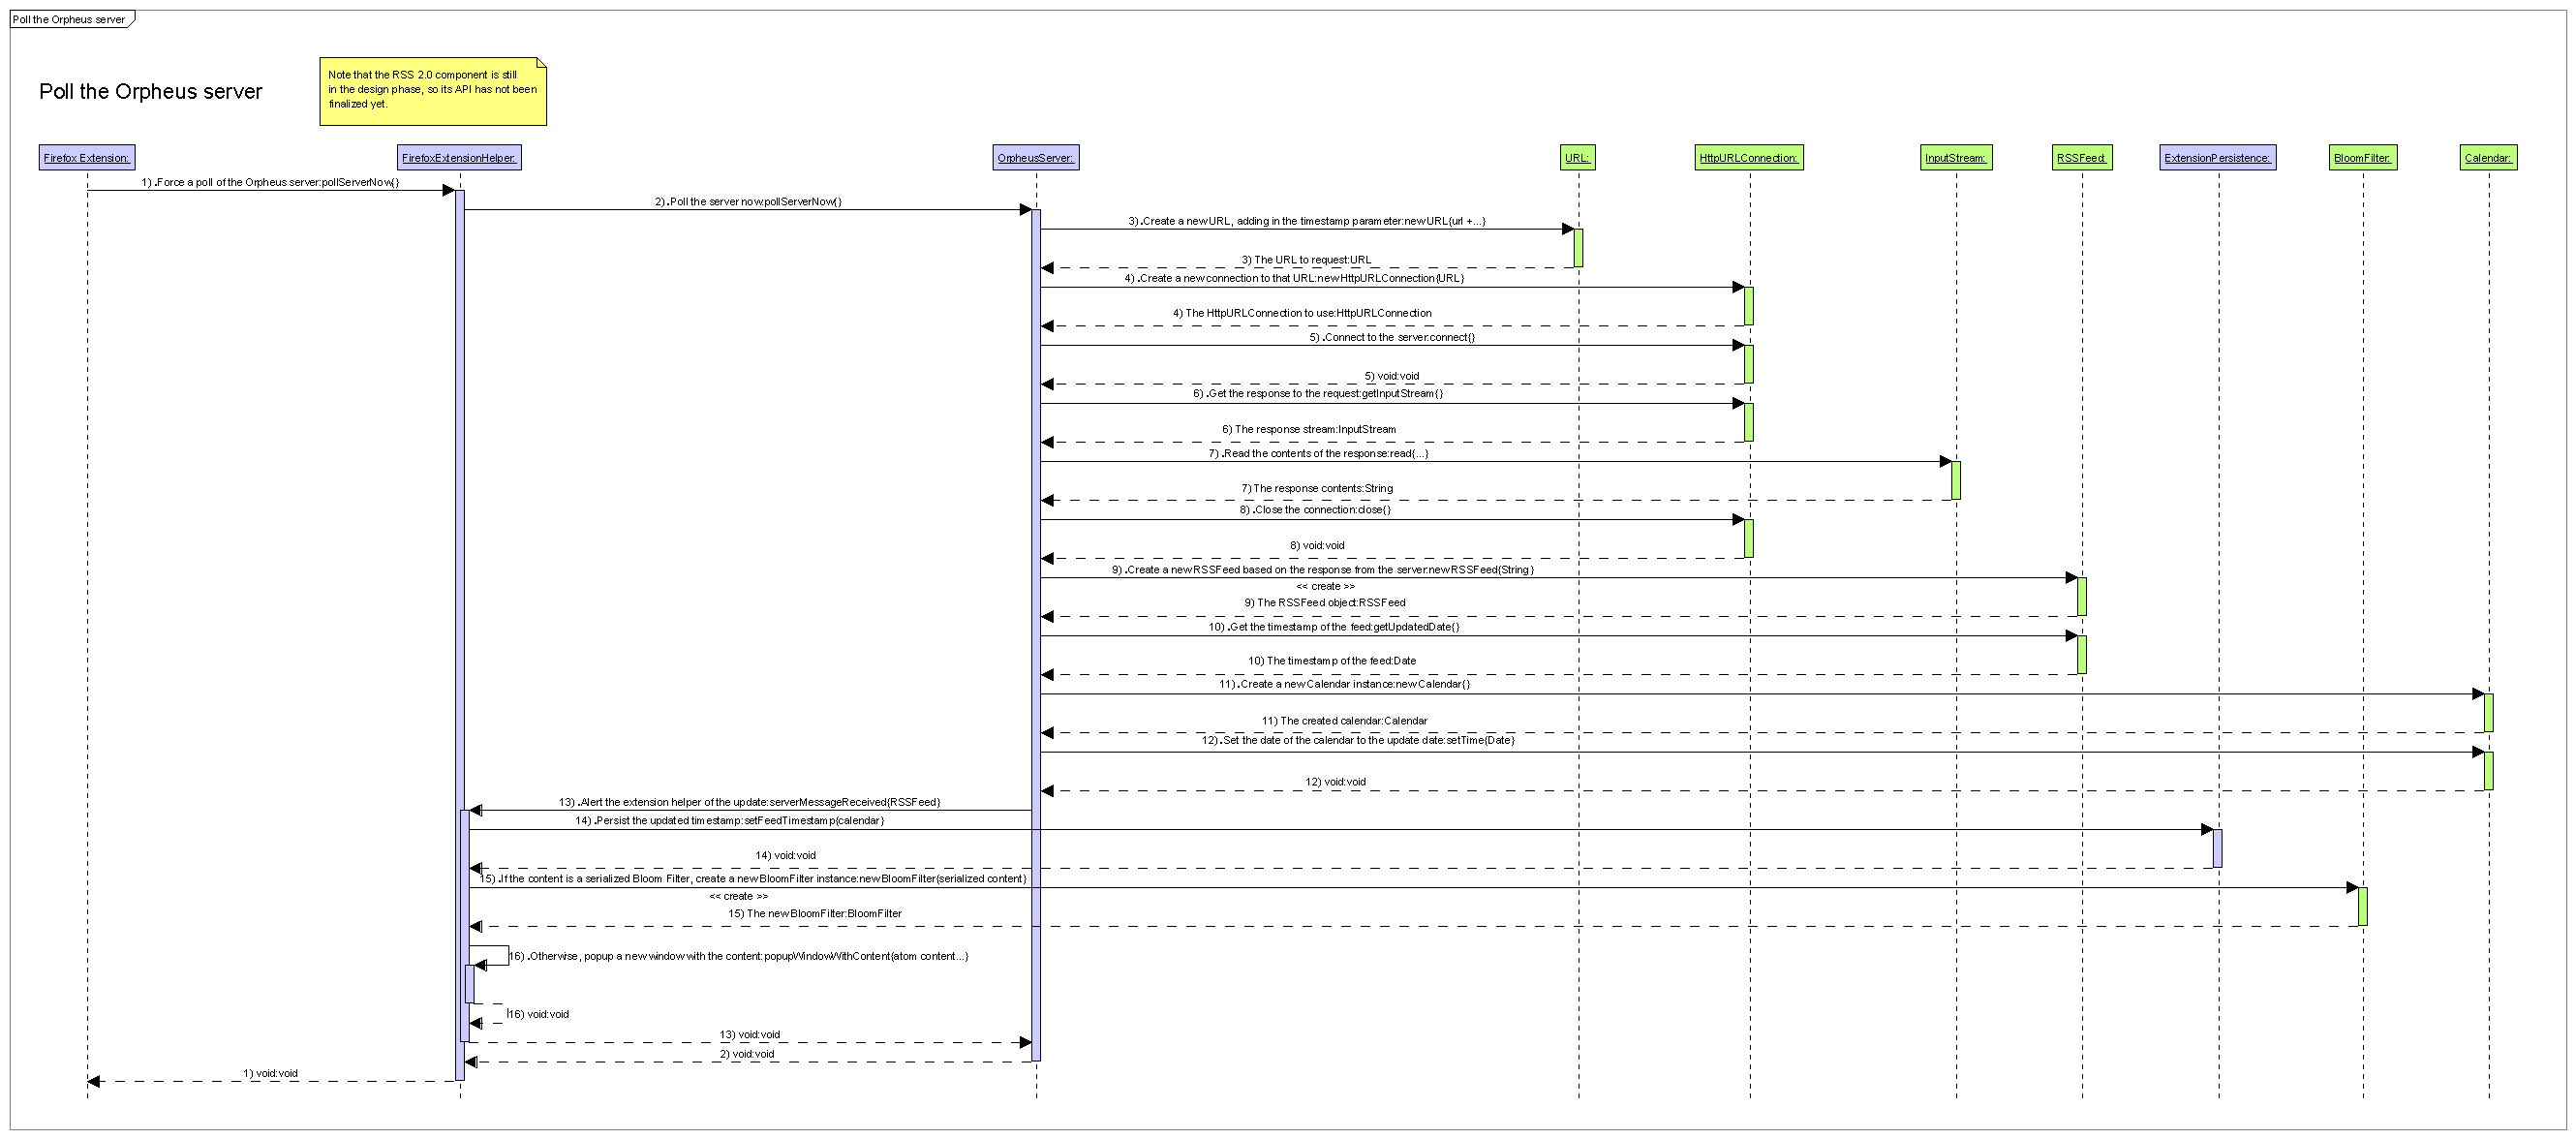 Poll the Orpheus server
Poll the Orpheus server
Note that the RSS 2.0 component is still
in the design phase, so its API has not been
finalized yet.
Firefox Extension:
FirefoxExtensionHelper:
OrpheusServer:
URL:
HttpURLConnection:
InputStream:
RSSFeed:
ExtensionPersistence:
BloomFilter:
Calendar:
1) .Force a poll of the Orpheus server:pollServerNow{}
2) .Poll the server now:pollServerNow{}
3) .Create a new URL, adding in the timestamp parameter:new URL{url +...}
3) The URL to request:URL
4) .Create a new connection to that URL:new HttpURLConnection{URL}
4) The HttpURLConnection to use:HttpURLConnection
5) .Connect to the server:connect{}
5) void:void
6) .Get the response to the request:getInputStream{}
6) The response stream:InputStream
7) .Read the contents of the response:read{...}
7) The response contents:String
8) .Close the connection:close{}
8) void:void
9) .Create a new RSSFeed based on the response from the server:new RSSFeed{String}
<< create >>
9) The RSSFeed object:RSSFeed
10) .Get the timestamp of the feed:getUpdatedDate{}
10) The timestamp of the feed:Date
11) .Create a new Calendar instance:new Calendar{}
11) The created calendar:Calendar
12) .Set the date of the calendar to the update date:setTime{Date}
12) void:void
13) .Alert the extension helper of the update:serverMessageReceived{RSSFeed}
14) .Persist the updated timestamp:setFeedTimestamp{calendar}
14) void:void
15) .If the content is a serialized Bloom Filter, create a new BloomFilter instance:new BloomFilter{serialized content}
<< create >>
15) The new BloomFilter:BloomFilter
16) .Otherwise, popup a new window with the content:popupWindowWithContent{atom content...}
16) void:void
13) void:void
2) void:void
1) void:void